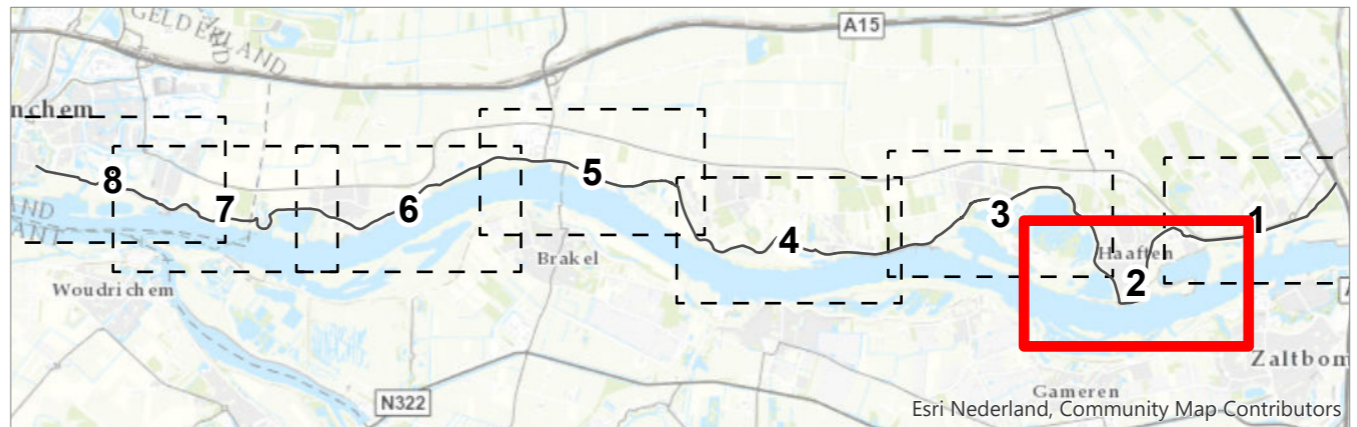 GELDERLAND
A15
nchem
5
8
7
6
3
1
4
Haaften
2
Brakel
Woudrichem
Zaltbom
Gameren
N322
Esri Nederland, Community Map Contributors